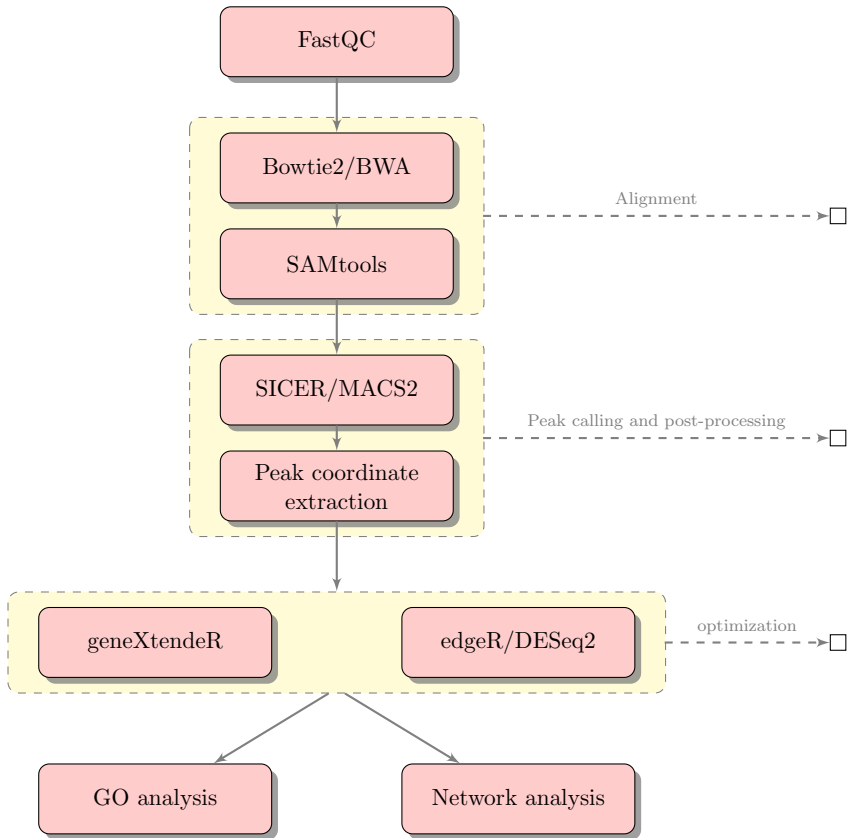 FastQC
Bowtie2/BWA
Alignment
SAMtools
SICER/MACS2
Peak calling and post-processing
Peak coordinate
extraction
geneXtendeR
edgeR/DESeq2
optimization
GO analysis
Network analysis